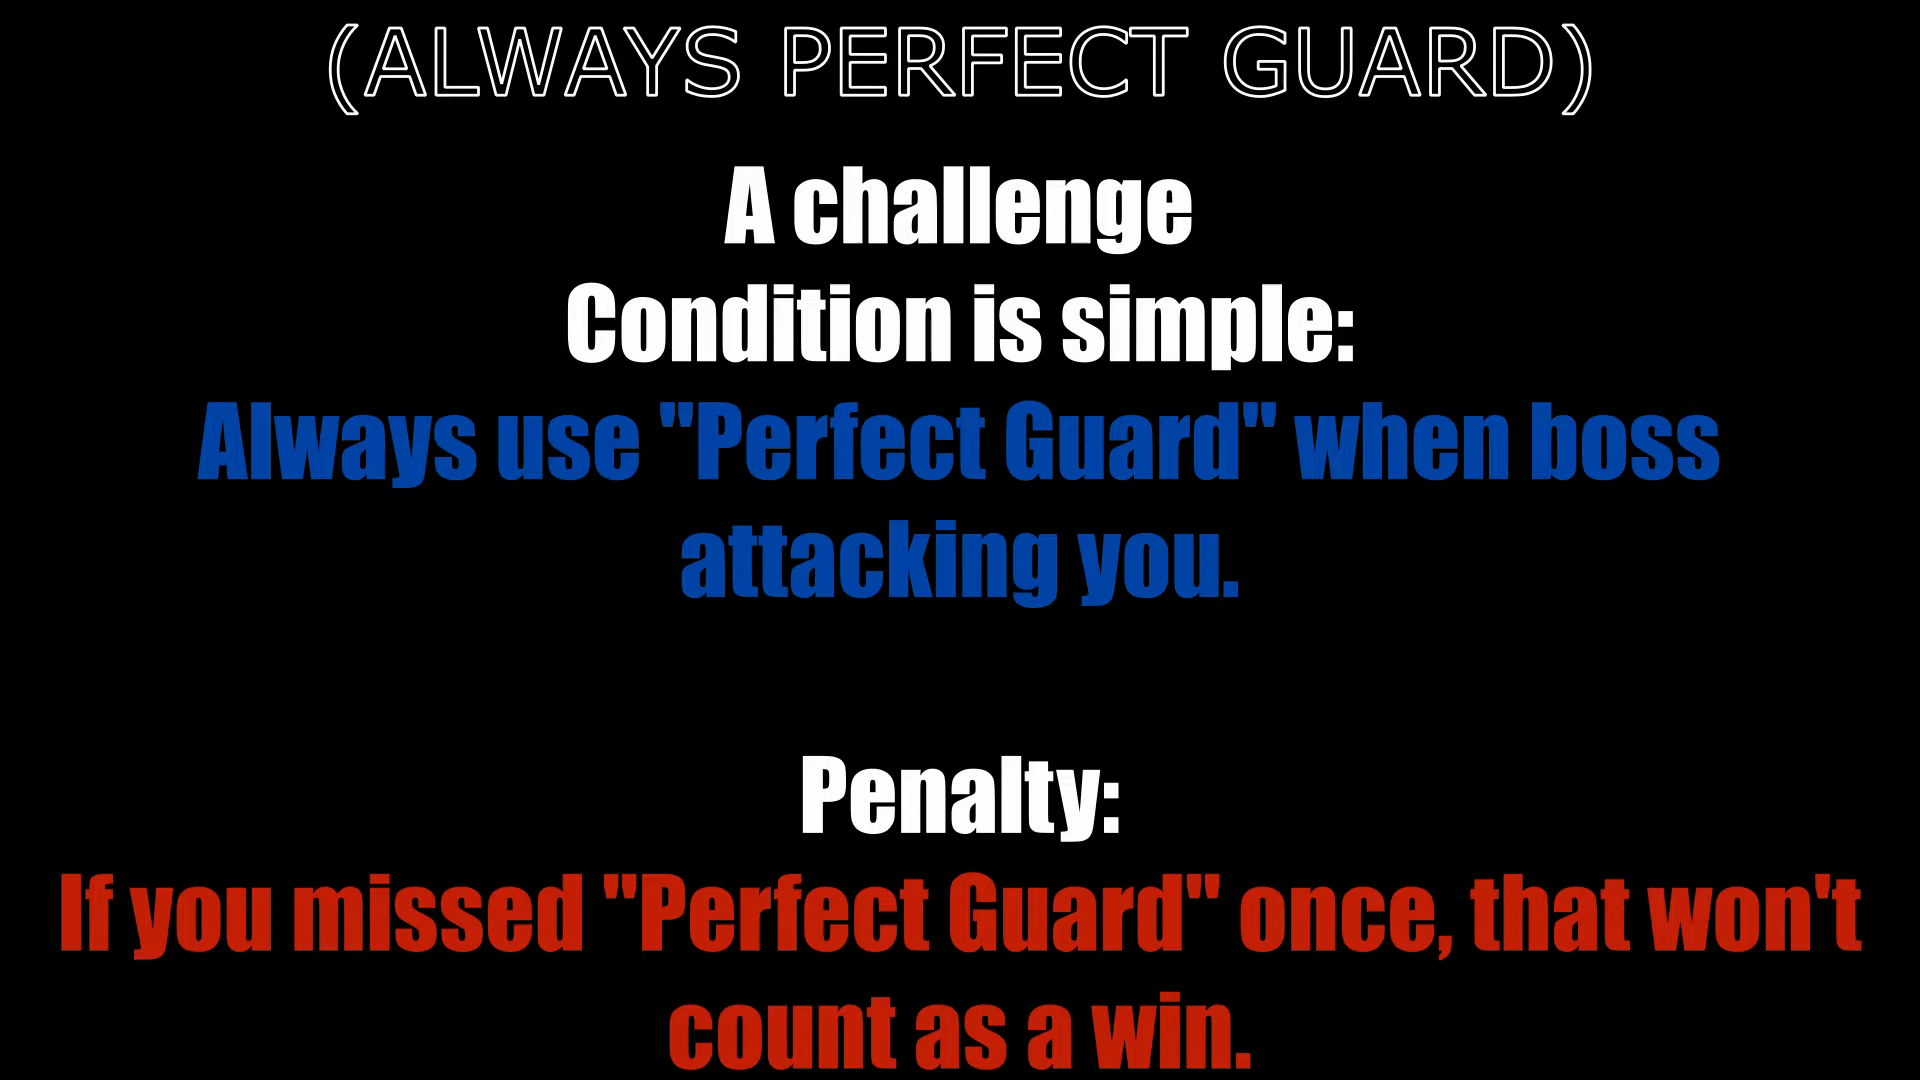 (ALWAYS PERFECT GUARD)
A challenge
Condition is simple:
Always use "Perfect Guard" when boss
attacking you.
Penalty:
If you missed "Perfect Guard" once, that won't
count as a win.